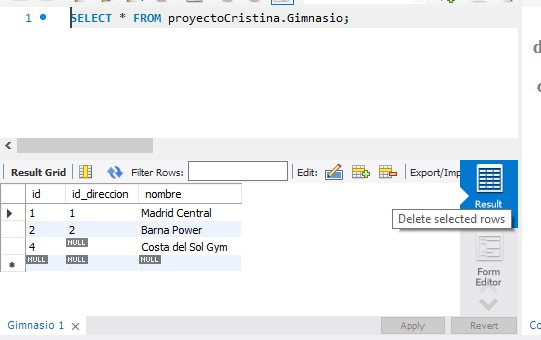 1 SELECT * FROM proyectoCristina.Gimnasio;
Result Grid Filter Rows: Edit: Export/Imp
id id_direccion nombre
1 1 Madrid Central
2 2 Barna Power
4 NULL Costa del Sol Gym
NULL NULL NULL
Result
Delete selected rows
Form
Editor
Gimnasio 1 Apply Revert Co